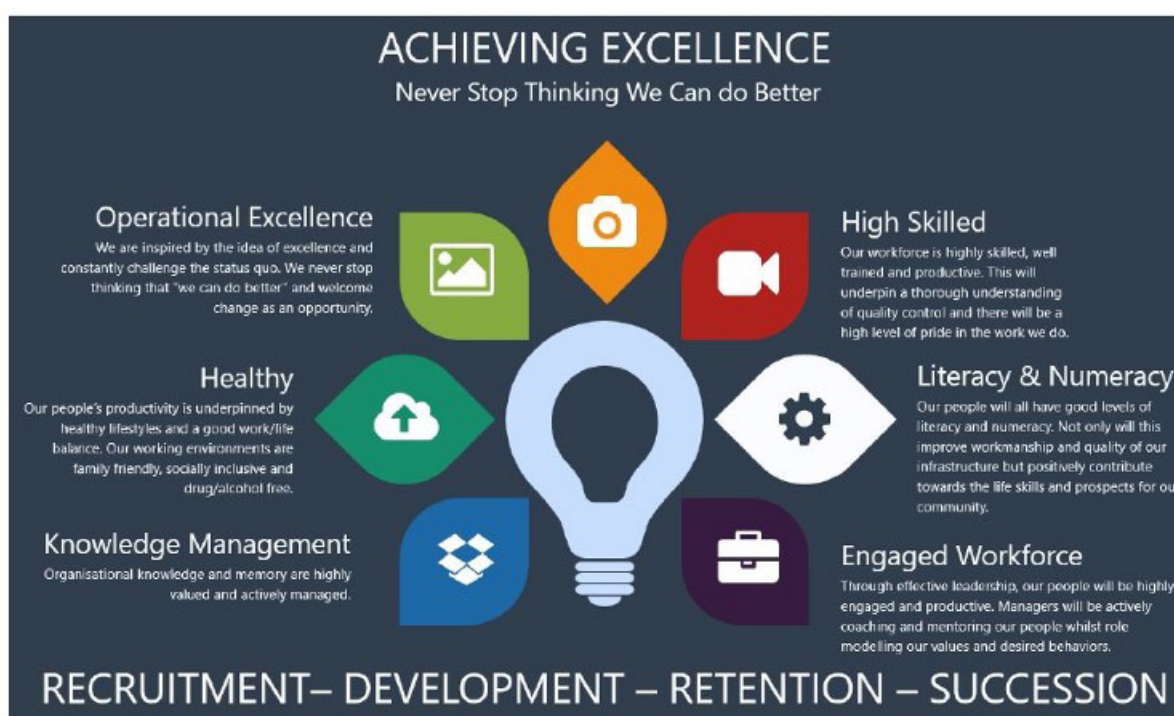 ACHIEVING EXCELLENCE
Never Stop Thinking We Can do Better
Operational Excellence
We are inspired by the idea of excellence and
constantly challenge the status quo. We never stop
thinking that "we can do better" and welcome
change as an opportunity.
High Skilled
Our workforce is highly skilled, well
trained and productive. This will
underpin a thorough understanding
of quality control and there will be a
high level of pride in the work we do.
Healthy
Our people's productivity is underpinned by
healthy lifestyles and a good work/life
balance. Our working environments are
family friendly, socially inclusive and
drug/alcohol free.
Literacy & Numeracy
Our people will all have good levels of
literacy and numeracy. Not only will this
improve workmanship and quality of our
infrastructure but positively contribute
towards the life skills and prospects for ou
community.
Knowledge Management
Organisational knowledge and memory are highly
valued and actively managed.
Engaged Workforce
Through effective leadership, our people will be highly
engaged and productive. Managers will be actively
coaching and mentoring our people whilst role
modelling our values and desired behaviors.
RECRUITMENT– DEVELOPMENT – RETENTION – SUCCESSION